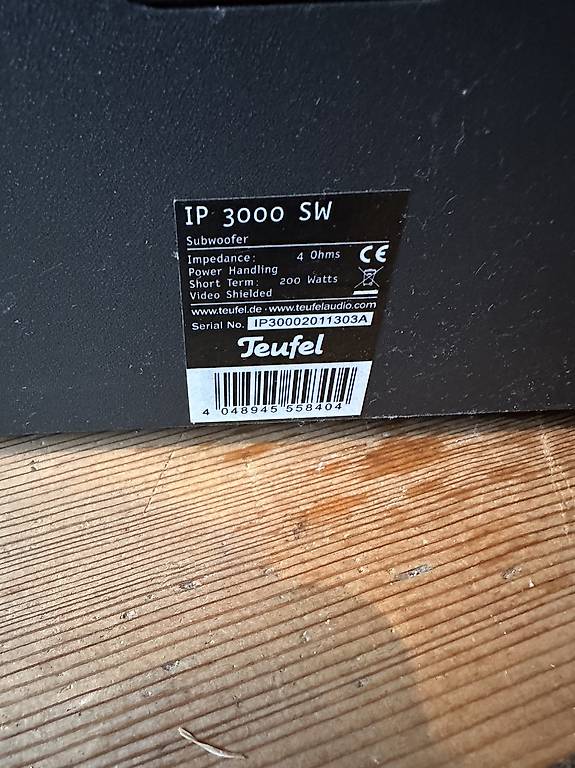 IP 3000 SW
Subwoofer
Impedance: 4 Ohms
Power Handling
Short Term: 200 Watts
Video Shielded
CE
www.teufel.de · www.teufelaudio.com
Serial No. IP30002011303A
Teufel
4 048945 558404